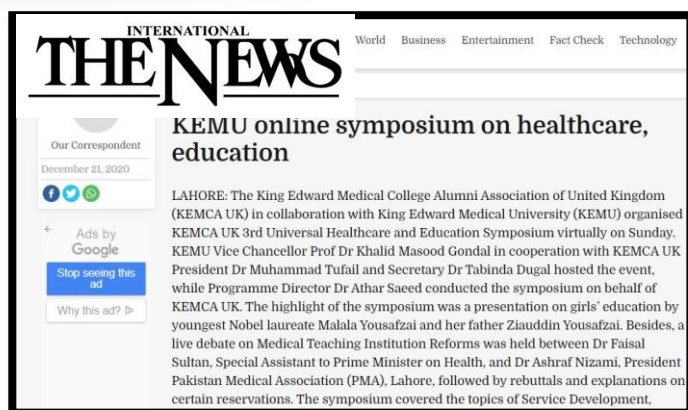 INTERNATIONAL
THE NEWS
World Business Entertainment Fact Check Technology
Our Correspondent
December 21, 2020
Ads by
Google
Stop seeing this
ad
Why this ad?
KEMU online symposium on healthcare,
education
LAHORE: The King Edward Medical College Alumni Association of United Kingdom
(KEMCA UK) in collaboration with King Edward Medical University (KEMU) organised
KEMCA UK 3rd Universal Healthcare and Education Symposium virtually on Sunday.
KEMU Vice Chancellor Prof Dr Khalid Masood Gondal in cooperation with KEMCA UK
President Dr Muhammad Tufail and Secretary Dr Tabinda Dugal hosted the event,
while Programme Director Dr Athar Saeed conducted the symposium on behalf of
KEMCA UK. The highlight of the symposium was a presentation on girls' education by
youngest Nobel laureate Malala Yousafzai and her father Ziauddin Yousafzai. Besides, a
live debate on Medical Teaching Institution Reforms was held between Dr Faisal
Sultan, Special Assistant to Prime Minister on Health, and Dr Ashraf Nizami, President
Pakistan Medical Association (PMA), Lahore, followed by rebuttals and explanations on
certain reservations. The symposium covered the topics of Service Development,